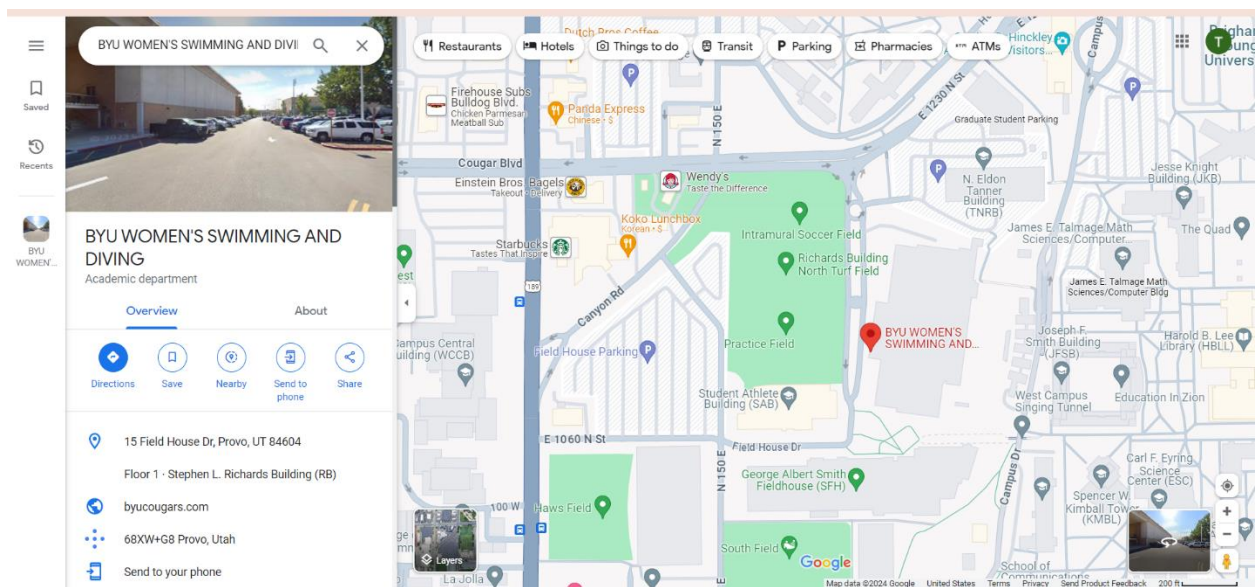 BYU WOMEN'S SWIMMING AND DIVI
Saved
Recents
BYU
WOMEN'...
BYU WOMEN'S SWIMMING AND
DIVING
Academic department
Overview
About
Directions
Save
Nearby
Send to
phone
Share
15 Field House Dr, Provo, UT 84604
Floor 1 · Stephen L. Richards Building (RB)
byucougars.com
68XW+G8 Provo, Utah
Send to your phone
Restaurants
Hotels
Things to do
Transit
P Parking
Pharmacies
ATM ATMs
T
Dutch Bros Coffee
Hinckley
Visitors...
Campus
Brigha
Young
Univers
Firehouse Subs
Bulldog Blvd.
Chicken Parmesan
Meatball Sub
P
Panda Express
Chinese • $
N 150 E
E 1230 N St
P
Graduate Student Parking
Cougar Blvd
P
N. Eldon
Tanner
Building
(TNRB)
Jesse Knight
Building (JKB)
Einstein Bros. Bagels
Takeout • Delivery
Wendy's
Taste the Difference
Koko Lunchbox
Korean • $
Intramural Soccer Field
James E. Talmage Math
Sciences/Computer...
The Quad
Starbucks
Tastes That Inspire
Richards Building
North Turf Field
est
189
James E. Talmage Math
Sciences/Computer Bldg
Canyon Rd
Practice Field
BYU WOMEN'S
SWIMMING AND...
Joseph F.
Smith Building
(JFSB)
Harold B. Lee
Library (HBLL)
Campus Central
uilding (WCCB)
Field House Parking
P
Student Athlete
Building (SAB)
West Campus
Singing Tunnel
Education In Zion
E 1060 N St
Field House Dr
N 150 E
Campus Dr
George Albert Smith
Fieldhouse (SFH)
Carl F. Eyring
Science
Center (ESC)
Spencer W.
Kimball Tower
(KMBL)
100 W
Haws Field
Layers
South Field
Google
School of
Communications
La Jolla
Map data ©2024 Google
United States
Terms
Privacy
Send Product Feedback
200 ft